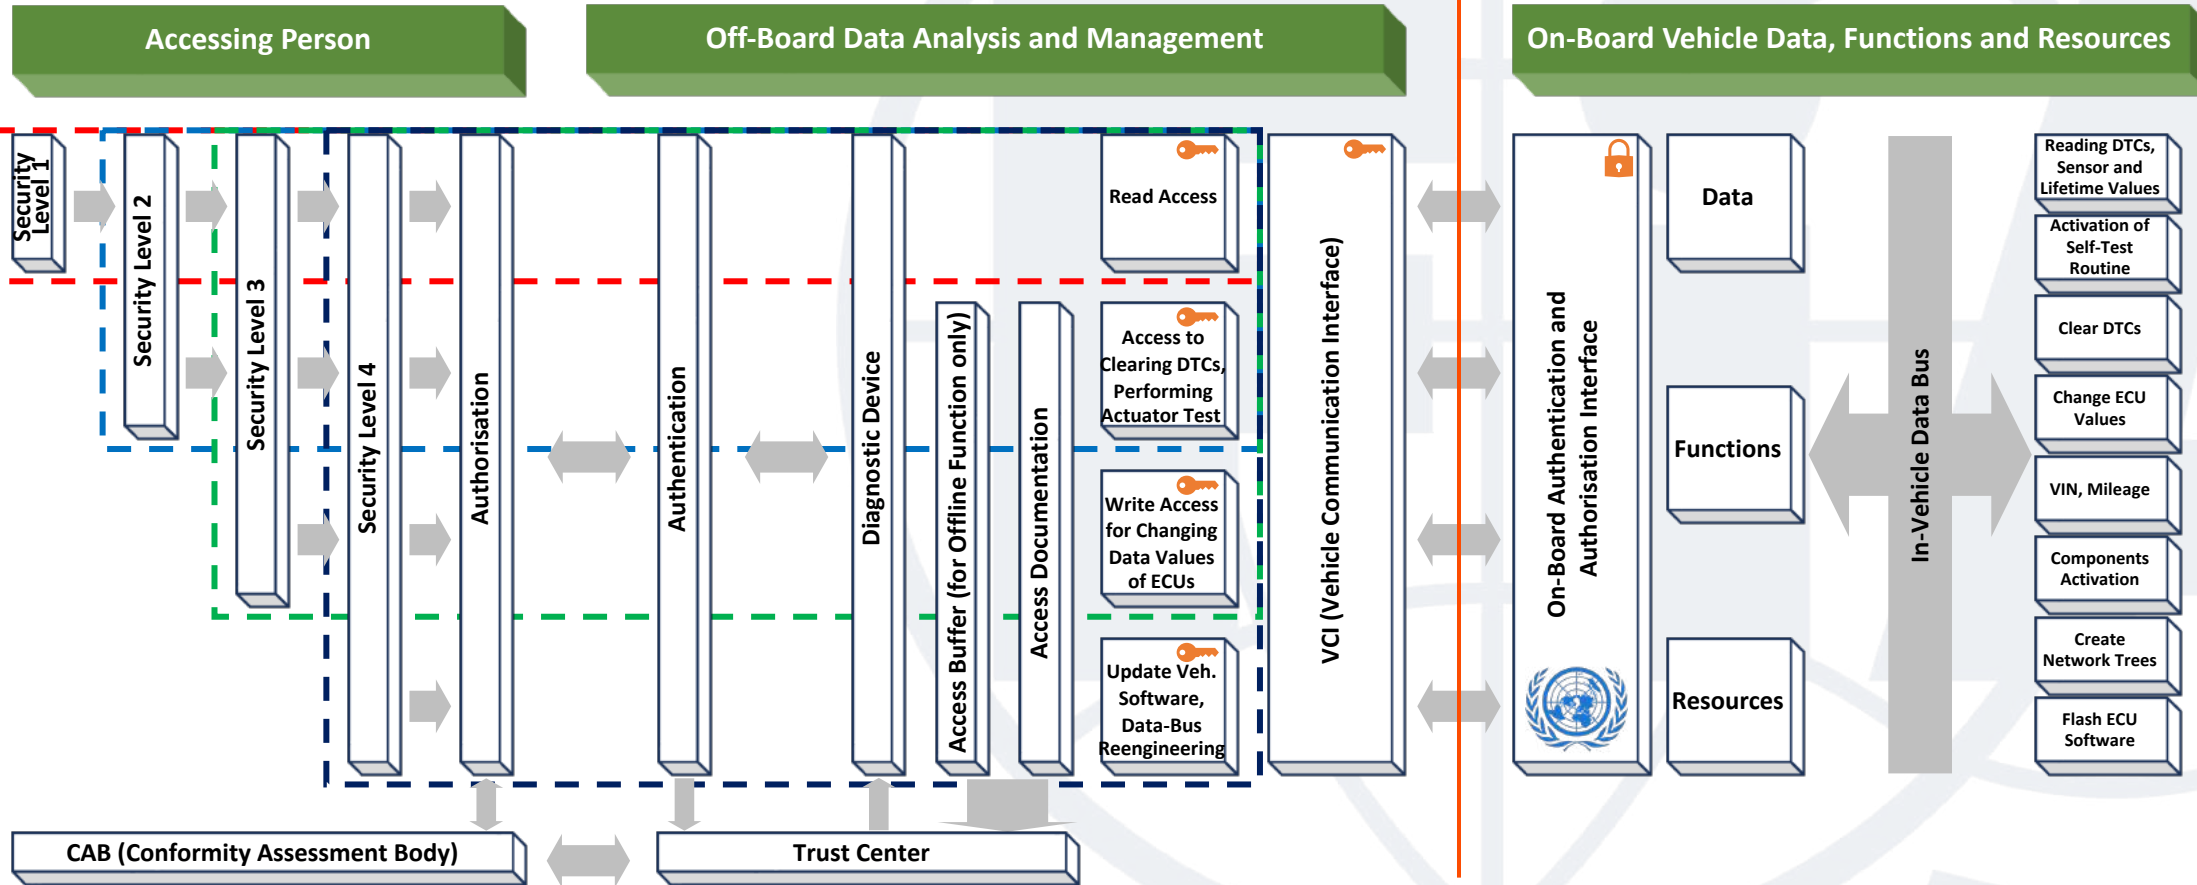 Accessing Person
Off-Board Data Analysis and Management
On-Board Vehicle Data, Functions and Resources
Security
Level 1
Security Level 2
Security Level 3
Security Level 4
Authorisation
Authentication
Diagnostic Device
Access Buffer (for Offline Function only)
Access Documentation
Read Access
Access to
Clearing DTCs,
Performing
Actuator Test
Write Access
for Changing
Data Values
of ECUs
Update Veh.
Software,
Data-Bus
Reengineering
VCI (Vehicle Communication Interface)
On-Board Authentication and
Authorisation Interface
Data
Functions
Resources
In-Vehicle Data Bus
Reading DTCs,
Sensor and
Lifetime Values
Activation of
Self-Test
Routine
Clear DTCs
Change ECU
Values
VIN, Mileage
Components
Activation
Create
Network Trees
Flash ECU
Software
CAB (Conformity Assessment Body)
Trust Center